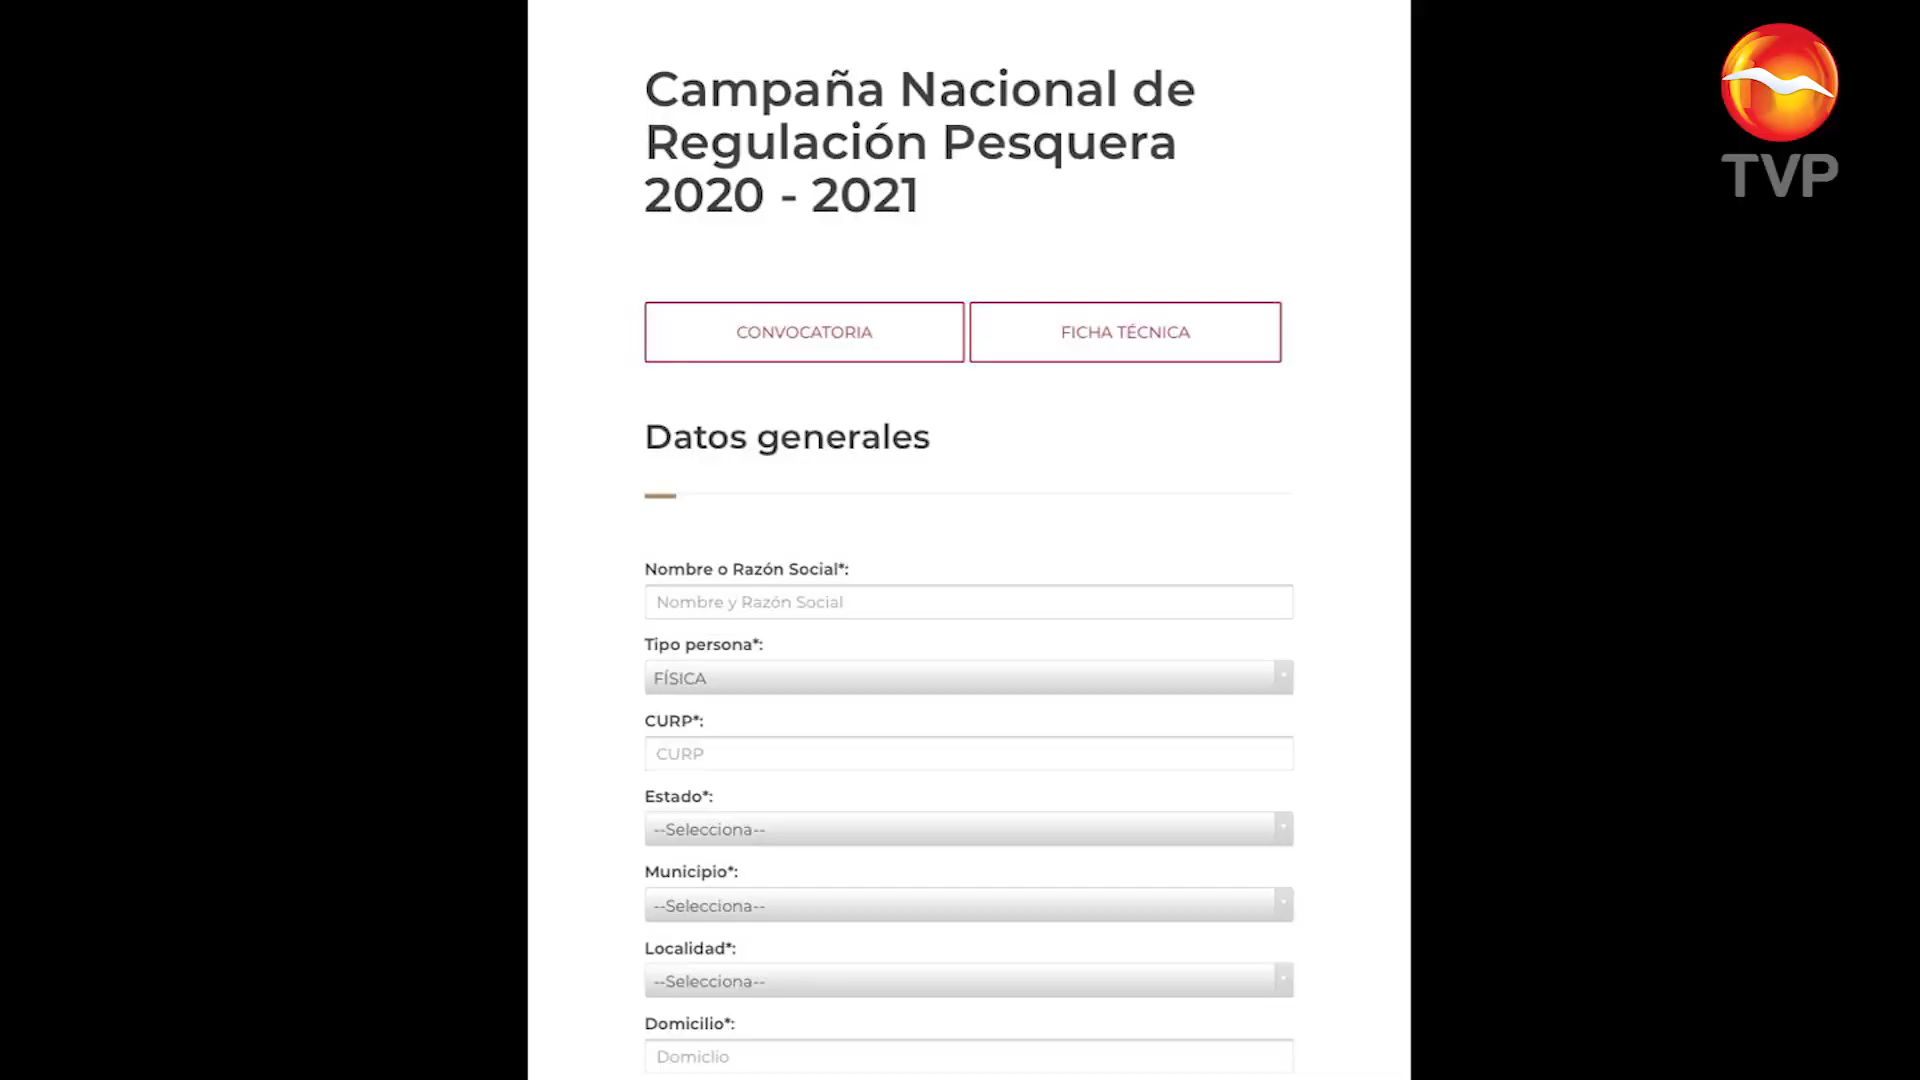 Campaña Nacional de
Regulación Pesquera
2020 - 2021
TVP
CONVOCATORIA
FICHA TÉCNICA
Datos generales
Nombre o Razón Social*:
Nombre y Razón Social
Tipo persona*:
FÍSICA
CURP*:
CURP
Estado*:
--Selecciona--
Municipio*:
--Selecciona--
Localidad*:
--Selecciona--
Domicilio*:
Domiclio